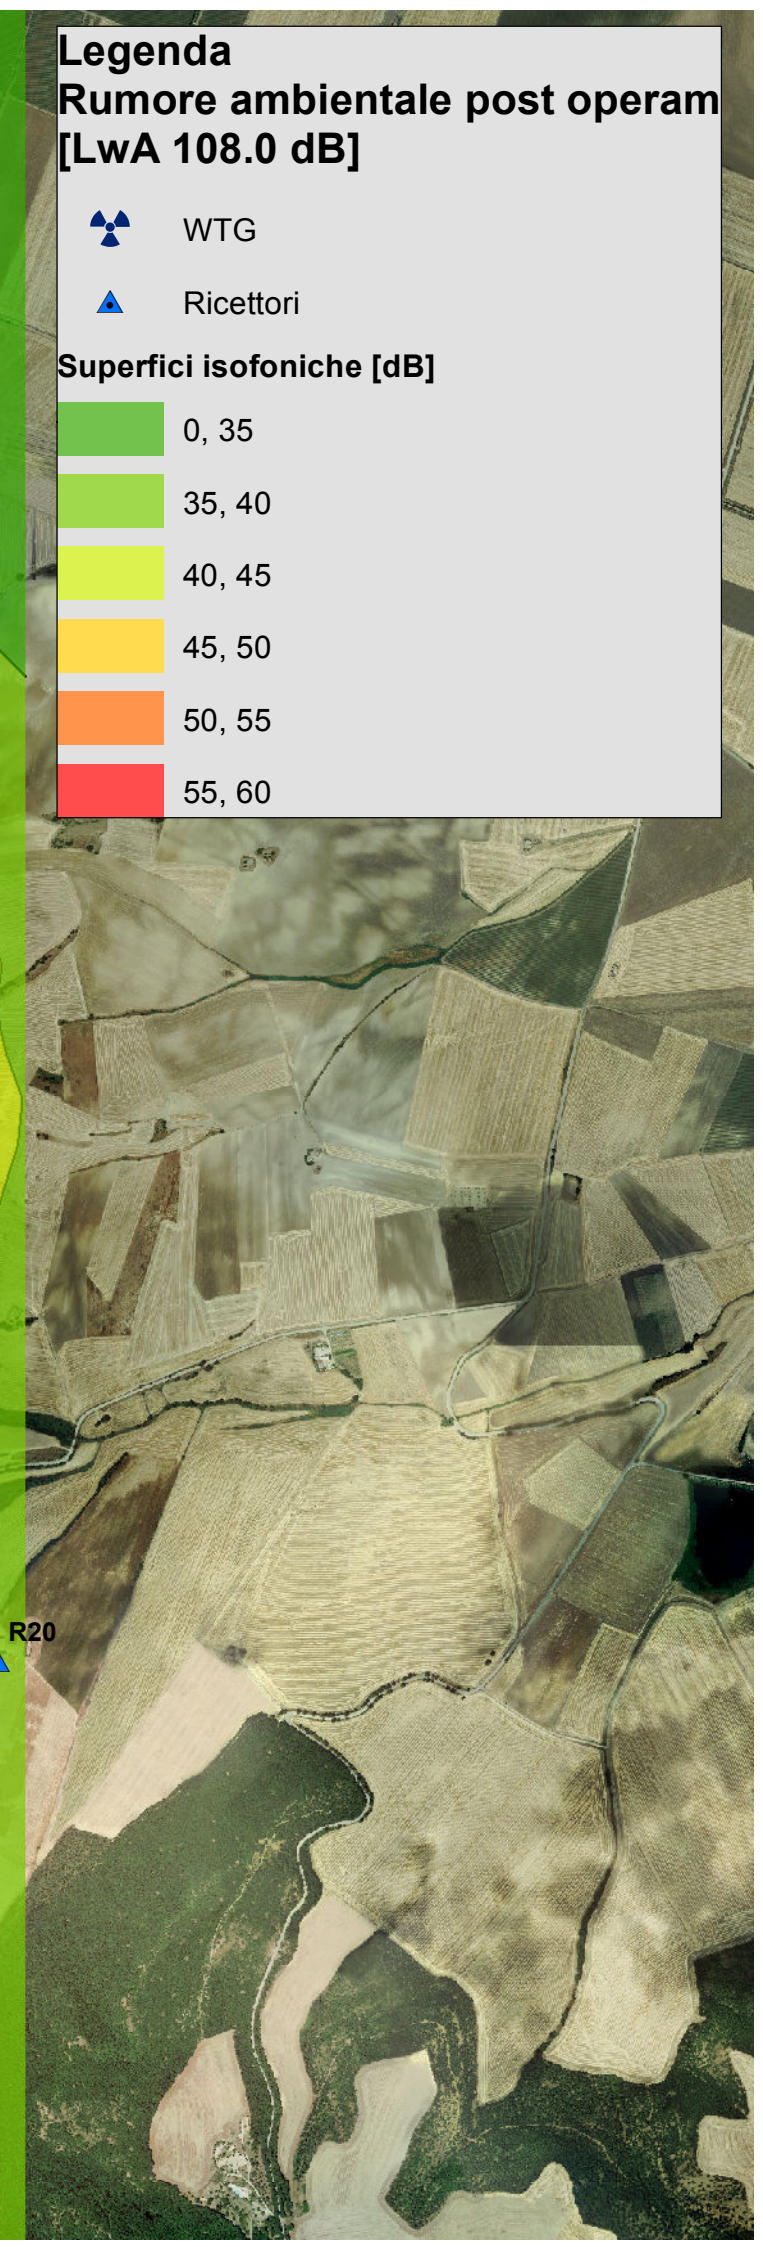 Legenda
Rumore ambientale post operam
[LwA 108.0 dB]
WTG
Ricettori
Superfici isofoniche [dB]
0, 35
35, 40
40, 45
45, 50
50, 55
55, 60
R20